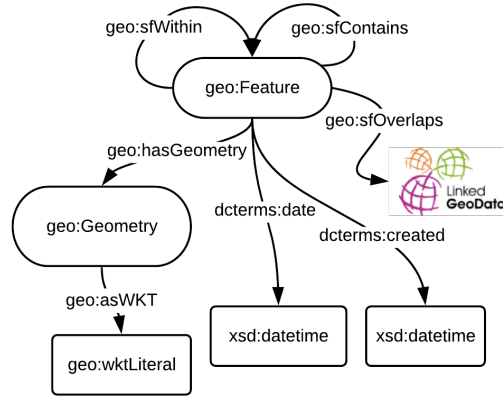 geo:sfWithin
geo:sfContains
geo:Feature
geo:sfOverlaps
geo:hasGeometry
Linked
GeoData
dcterms:date
geo:Geometry
dcterms:created
geo:asWKT
xsd:datetime
xsd:datetime
geo:wktLiteral